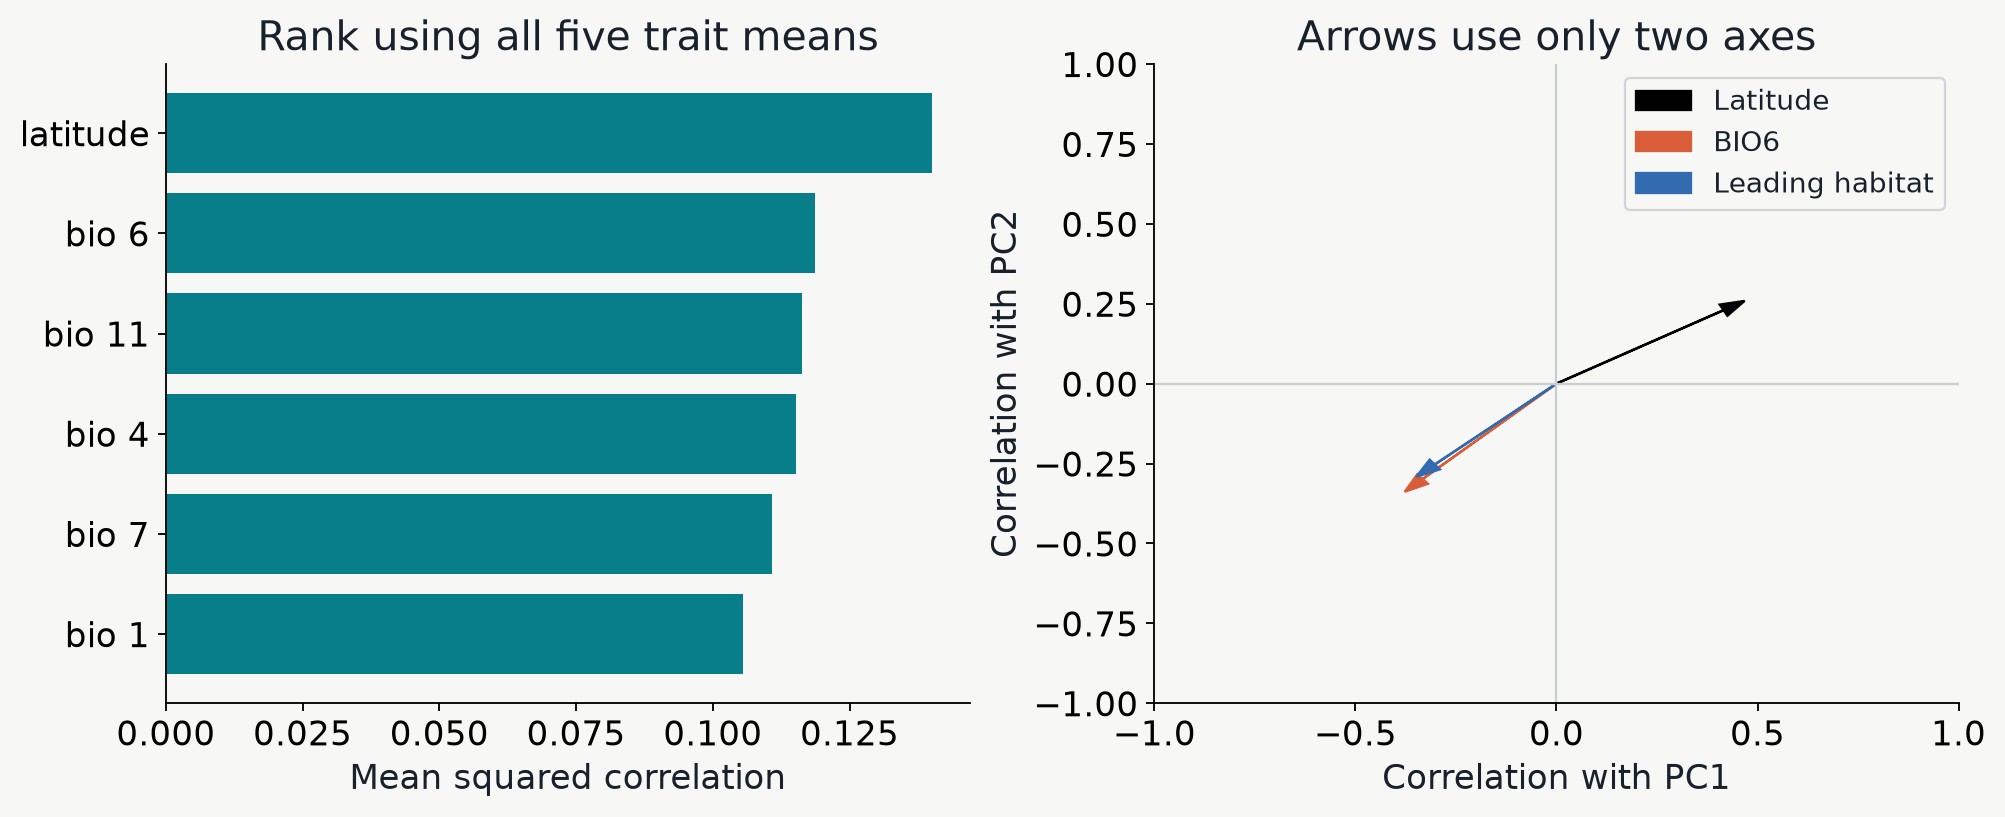 Rank using all five trait means
latitude
bio 6
bio 11
bio 4
bio 7
bio 1
0.000 0.025 0.050 0.075 0.100 0.125
Mean squared correlation
Arrows use only two axes
Correlation with PC2
1.00
0.75
0.50
0.25
0.00
−0.25
−0.50
−0.75
−1.00
Latitude
BIO6
Leading habitat
−1.0 −0.5 0.0 0.5 1.0
Correlation with PC1